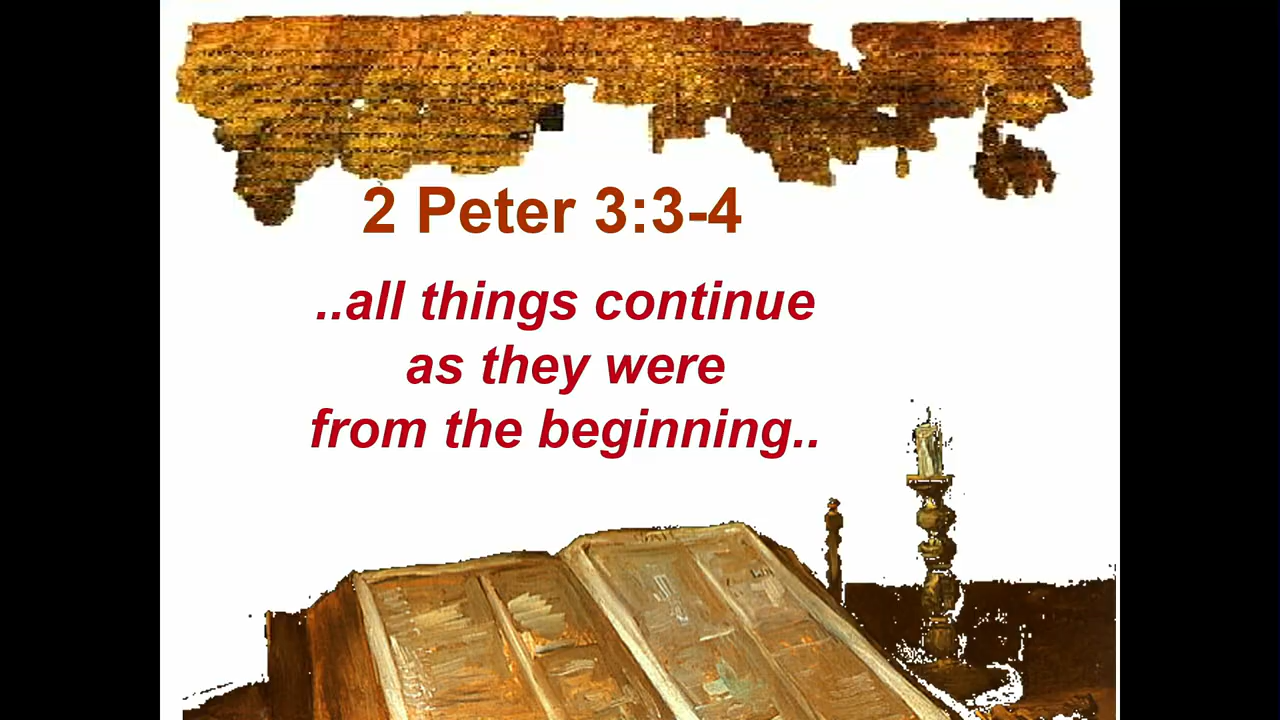 2 Peter 3:3-4
..all things continue
as they were
from the beginning..